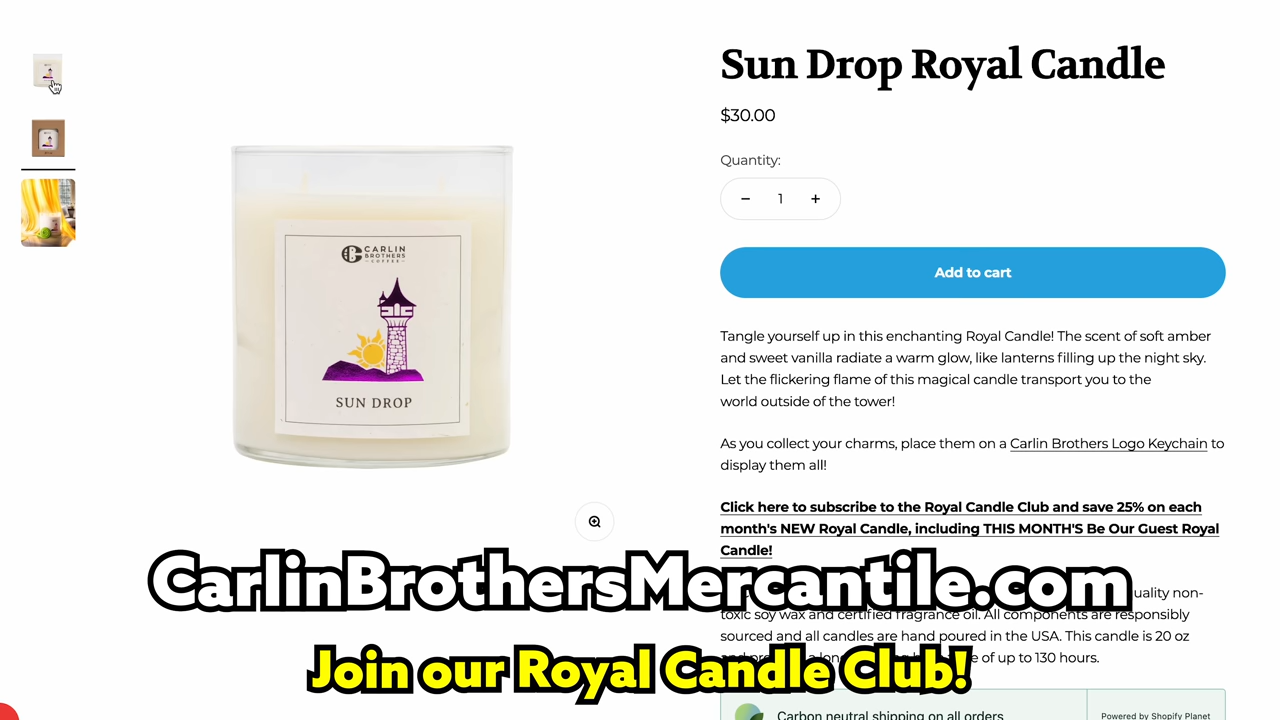 Sun Drop Royal Candle
$30.00
Quantity:
− 1 +
Add to cart
CARLIN
BROTHERS
COFFEE
SUN DROP
Tangle yourself up in this enchanting Royal Candle! The scent of soft amber
and sweet vanilla radiate a warm glow, like lanterns filling up the night sky.
Let the flickering flame of this magical candle transport you to the
world outside of the tower!
As you collect your charms, place them on a Carlin Brothers Logo Keychain to
display them all!
Click here to subscribe to the Royal Candle Club and save 25% on each
month's NEW Royal Candle, including THIS MONTH'S Be Our Guest Royal
Candle!
CarlinBrothersMercantile.com
uality non-
toxic soy wax and certified fragrance oil. All components are responsibly
sourced and all candles are hand poured in the USA. This candle is 20 oz
of up to 130 hours.
Join our Royal Candle Club!
Carbon neutral shipping on all orders
Powered by Shopify Planet